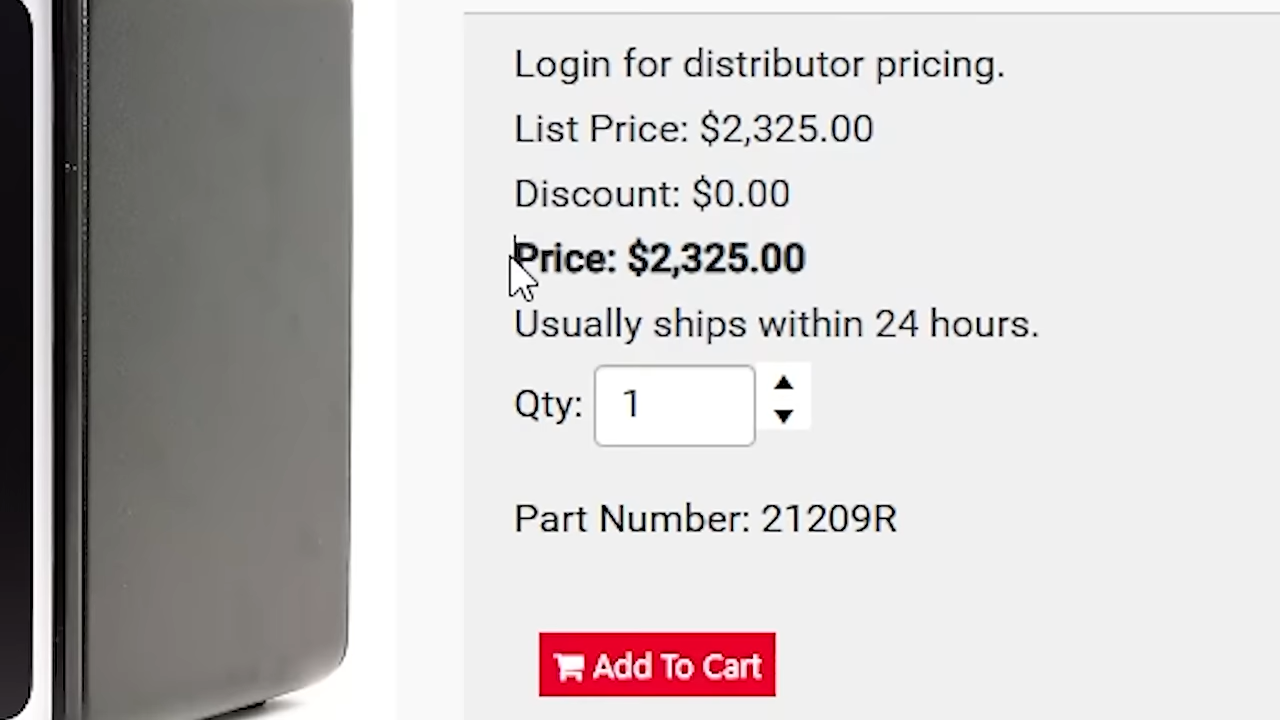 Login for distributor pricing.
List Price: $2,325.00
Discount: $0.00
Price: $2,325.00
Usually ships within 24 hours.
Qty: 1
Part Number: 21209R
Add To Cart